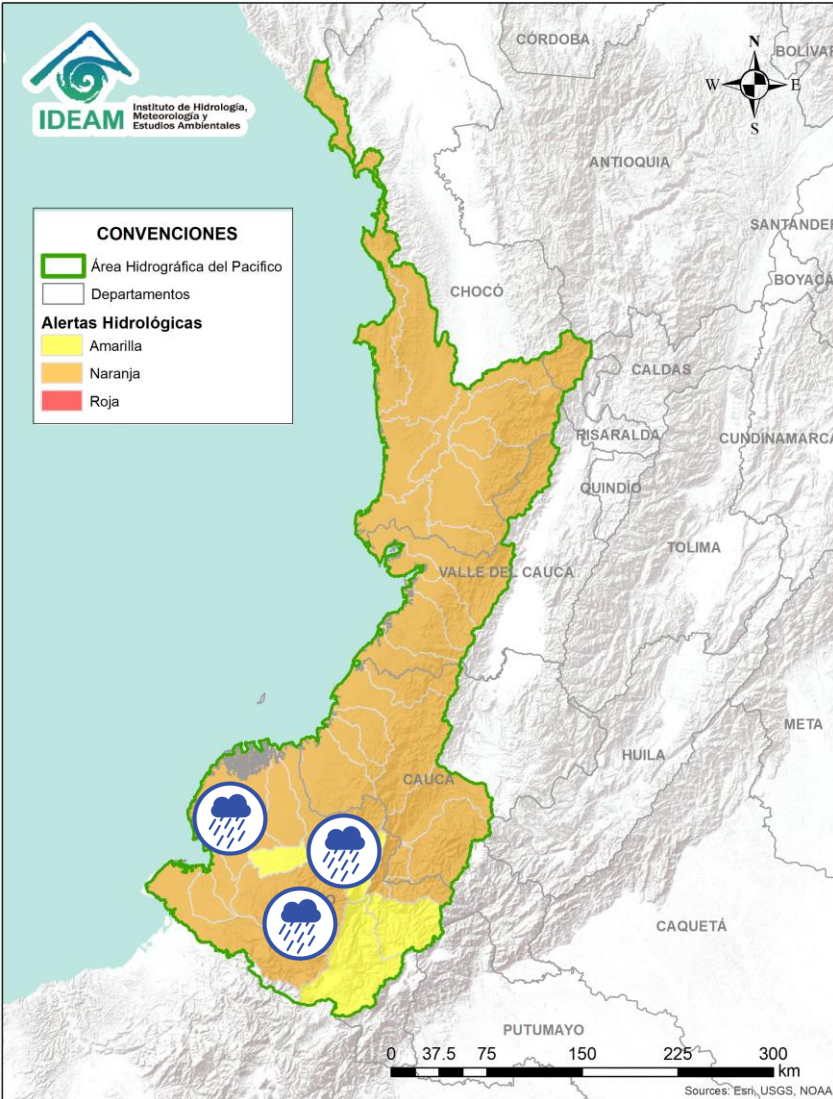 IDEAM
Instituto de Hidrología,
Meteorología y
Estudios Ambientales
CONVENCIONES
Área Hidrográfica del Pacifico
Departamentos
Alertas Hidrológicas
Amarilla
Naranja
Roja
N
W
E
S
CÓRDOBA
BOLÍVAR
ANTIOQUIA
SANTANDER
BOYACÁ
CHOCÓ
CALDAS
RISARALDA
CUNDINAMARCA
QUINDÍO
TOLIMA
VALLE DEL CAUCA
META
HUILA
CAUCA
CAQUETÁ
PUTUMAYO
0 37.5 75 150 225 300
km
Sources: Esri, USGS, NOAA